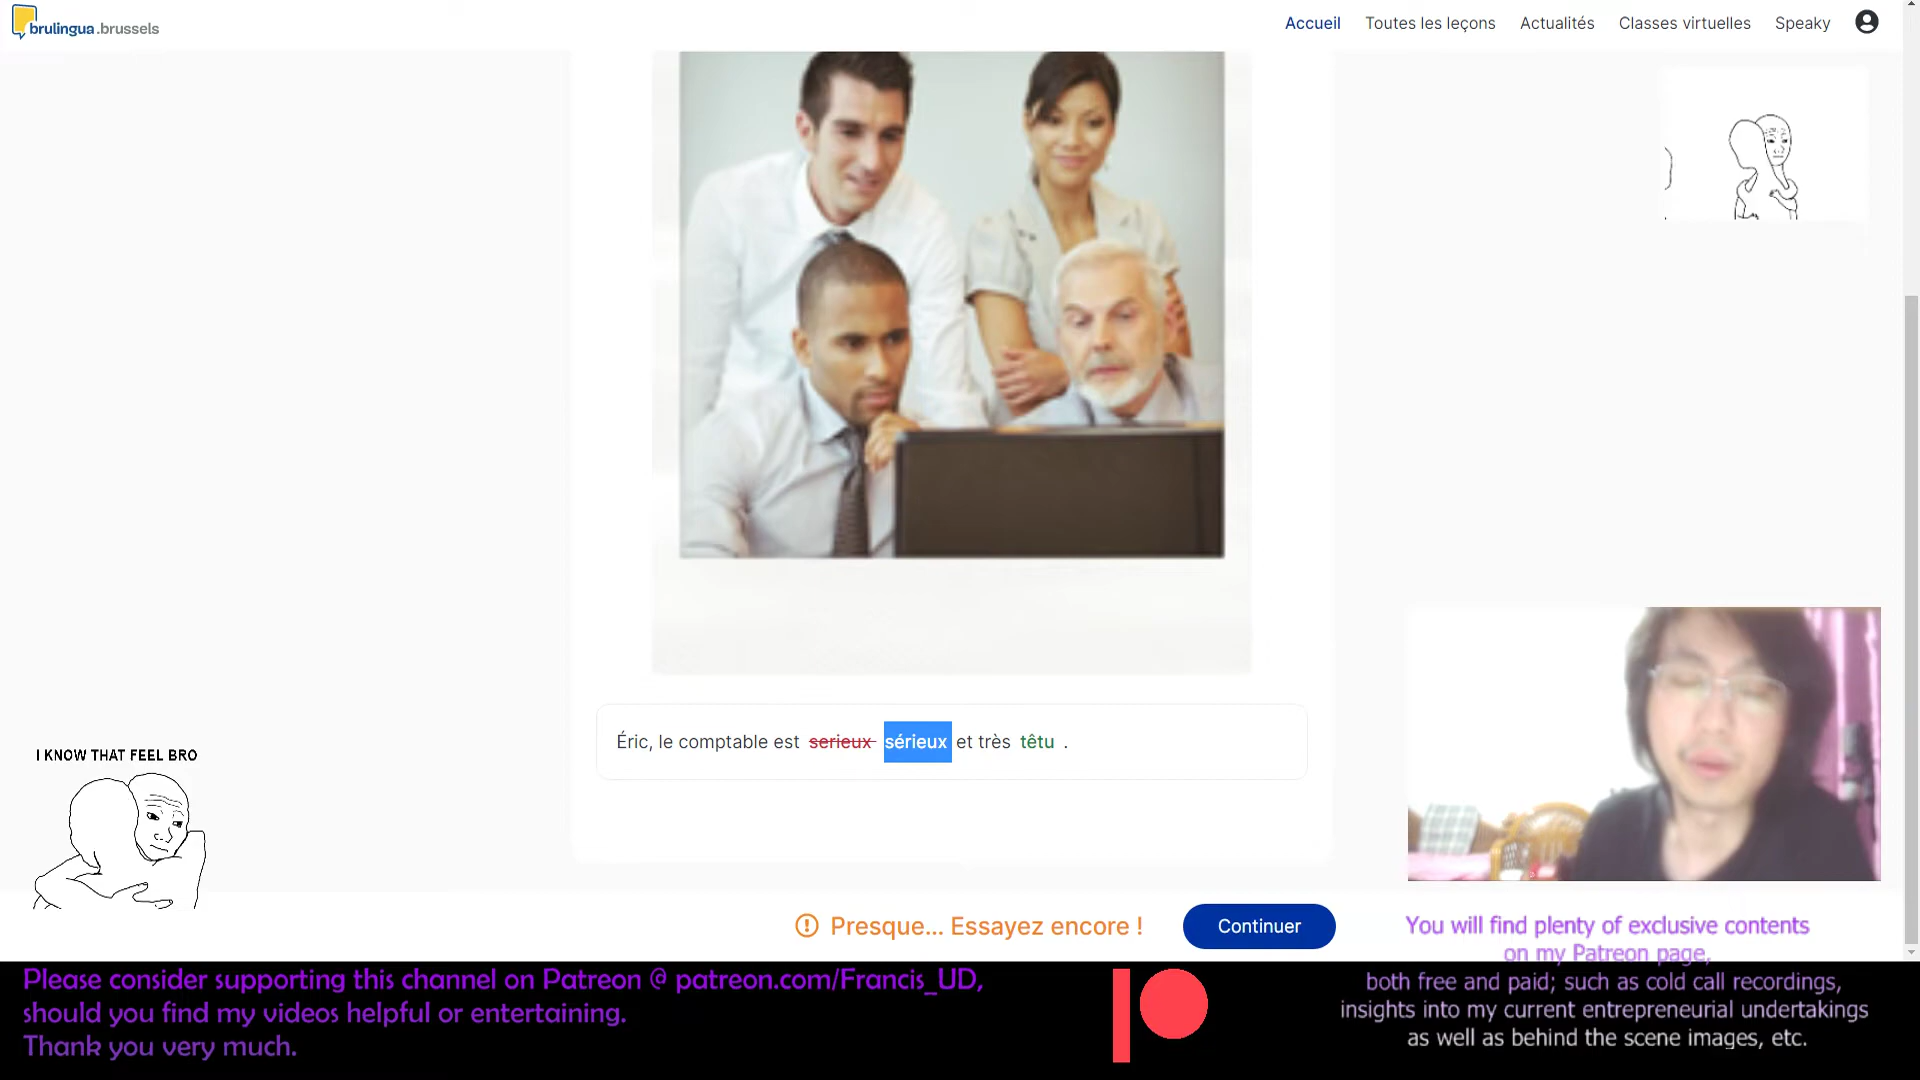 brulingua.brussels
Accueil Toutes les leçons Actualités Classes virtuelles Speaky
Éric, le comptable est serieux sérieux et très têtu .
I KNOW THAT FEEL BRO
Presque... Essayez encore ! Continuer
You will find plenty of exclusive contents
on my Patreon page,
both free and paid; such as cold call recordings,
insights into my current entrepreneurial undertakings
as well as behind the scene images, etc.
Please consider supporting this channel on Patreon @ patreon.com/Francis_UD,
should you find my videos helpful or entertaining.
Thank you very much.